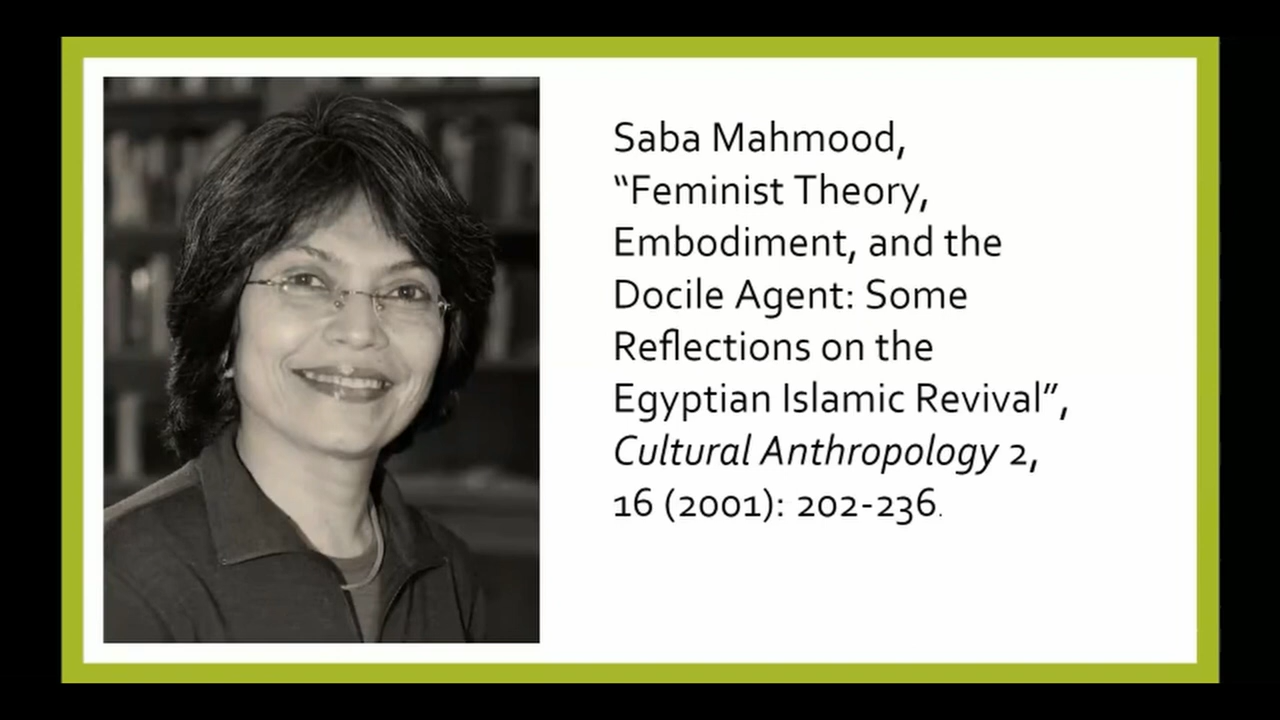 Saba Mahmood,
“Feminist Theory,
Embodiment, and the
Docile Agent: Some
Reflections on the
Egyptian Islamic Revival”,
Cultural Anthropology 2,
16 (2001): 202-236.